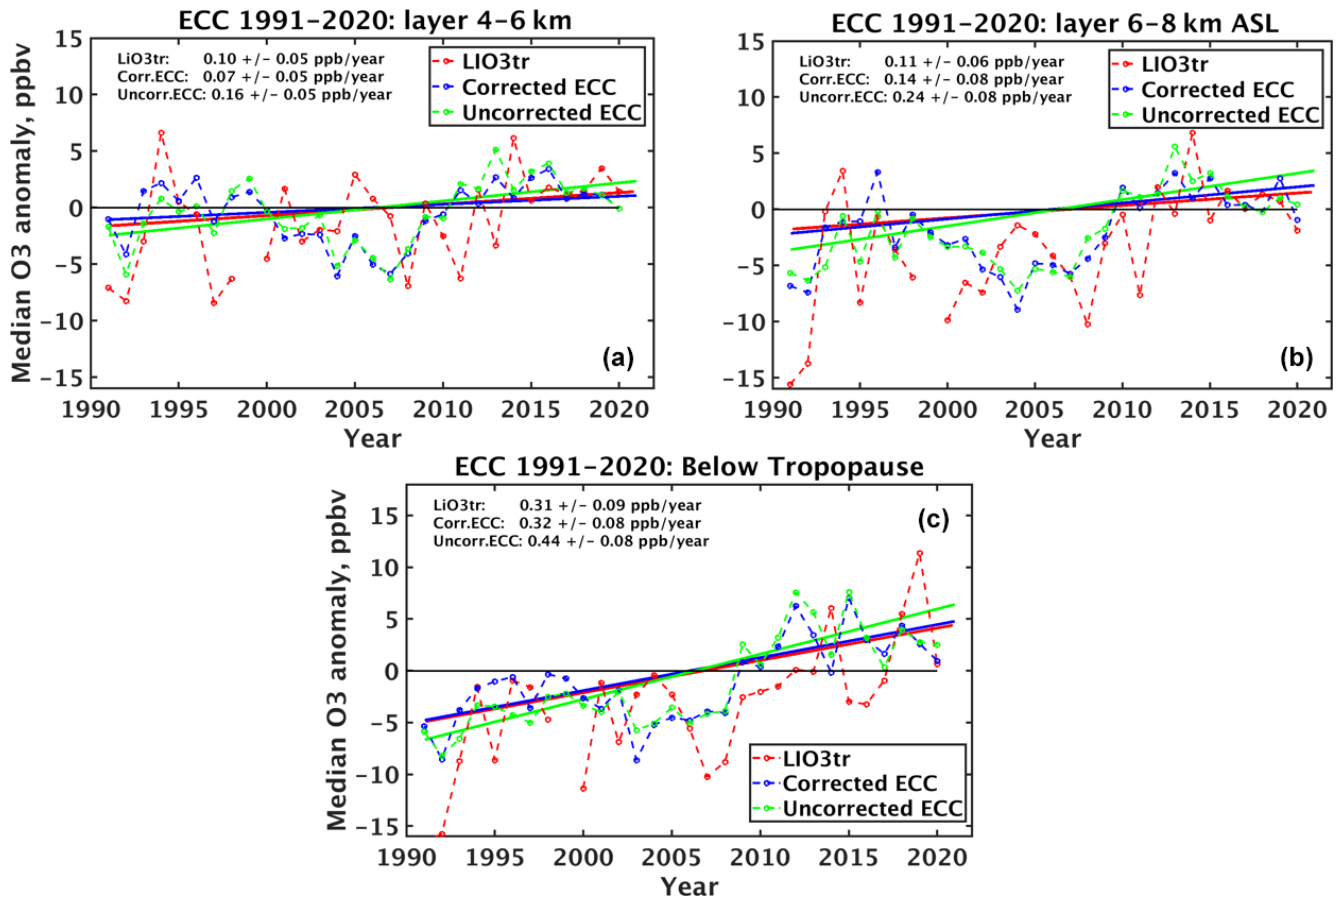 ECC 1991–2020: layer 4–6 km
LiO3tr: 0.10 +/– 0.05 ppb/year
Corr.ECC: 0.07 +/– 0.05 ppb/year
Uncorr.ECC: 0.16 +/– 0.05 ppb/year
LIO3tr
Corrected ECC
Uncorrected ECC
Median O3 anomaly, ppbv
15
10
5
0
−5
−10
−15
(a)
1990 1995 2000 2005 2010 2015 2020
Year
ECC 1991–2020: layer 6–8 km ASL
LiO3tr: 0.11 +/– 0.06 ppb/year
Corr.ECC: 0.14 +/– 0.08 ppb/year
Uncorr.ECC: 0.24 +/– 0.08 ppb/year
LIO3tr
Corrected ECC
Uncorrected ECC
15
10
5
0
−5
−10
−15
(b)
1990 1995 2000 2005 2010 2015 2020
Year
ECC 1991–2020: Below Tropopause
LiO3tr: 0.31 +/– 0.09 ppb/year
Corr.ECC: 0.32 +/– 0.08 ppb/year
Uncorr.ECC: 0.44 +/– 0.08 ppb/year
(c)
Median O3 anomaly, ppbv
15
10
5
0
−5
−10
−15
LIO3tr
Corrected ECC
Uncorrected ECC
1990 1995 2000 2005 2010 2015 2020
Year